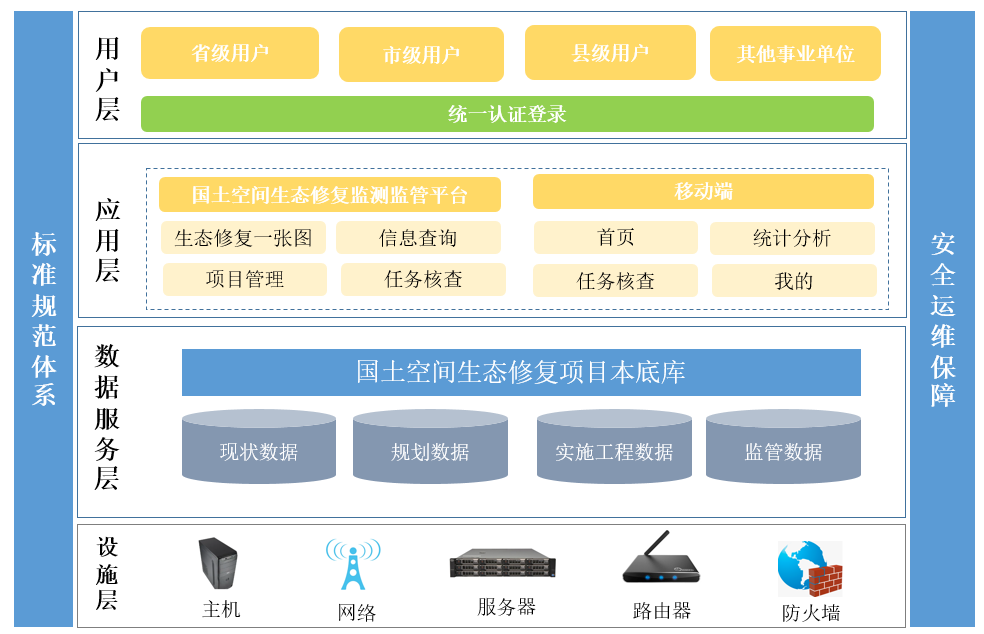 标准规范体系
用户层
省级用户
市级用户
县级用户
其他事业单位
统一认证登录
应用层
国土空间生态修复监测监管平台
移动端
生态修复一张图
信息查询
首页
统计分析
项目管理
任务核查
任务核查
我的
数据服务层
国土空间生态修复项目本底库
现状数据
规划数据
实施工程数据
监管数据
设施层
主机
网络
服务器
路由器
防火墙
安全运维保障